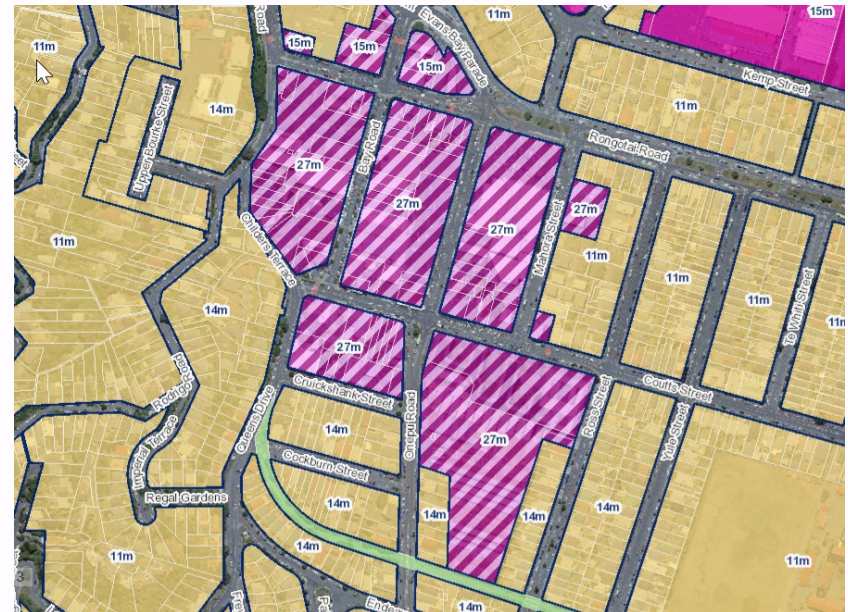 11m
15m
11m
15m
15m
Evans Bay Parade
Road
Kemp Street
14m
11m
Upper Bourke Street
Bay Road
Rongotai Road
27m
27m
27m
27m
Mahora Street
11m
Childers Terrace
11m
11m
11m
Te Whiti Street
14m
27m
Rodrigo
Road
Cruickshank Street
Coutts Street
Queens Drive
Onepu Road
Ross Street
Yule Street
14m
27m
Imperial Terrace
Cockburn Street
Regal Gardens
14m
14m
14m
14m
14m
11m
11m
14m
3